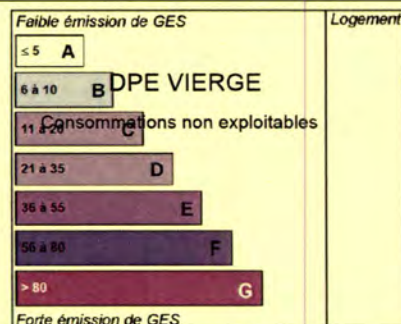 Faible émission de GES
Logement
≤ 5 A
6 à 10 B
DPE VIERGE
11 à 20 C
Consommations non exploitables
21 à 35 D
36 à 55 E
56 à 80 F
> 80 G
Forte émission de GES